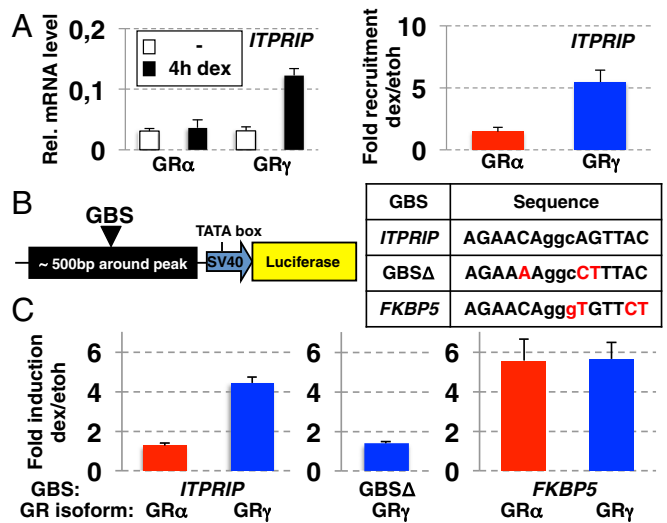 A
0,2
0,1
0
Rel. mRNA level
-
4h dex
ITPRIP
GRα GRγ
10
5
0
Fold recruitment
dex/etoh
ITPRIP
GRα GRγ
B
GBS
TATA box
~ 500bp around peak
SV40
Luciferase
GBS Sequence
ITPRIP AGAACAggcAGTTAC
GBSΔ AGAAAAggcCTTTAC
FKBP5 AGAACAgggTGTTCT
C
Fold induction
dex/etoh
6
4
2
0
6
4
2
0
6
4
2
0
GBS: ITPRIP GBSΔ FKBP5
GR isoform: GRα GRγ GRγ GRα GRγ